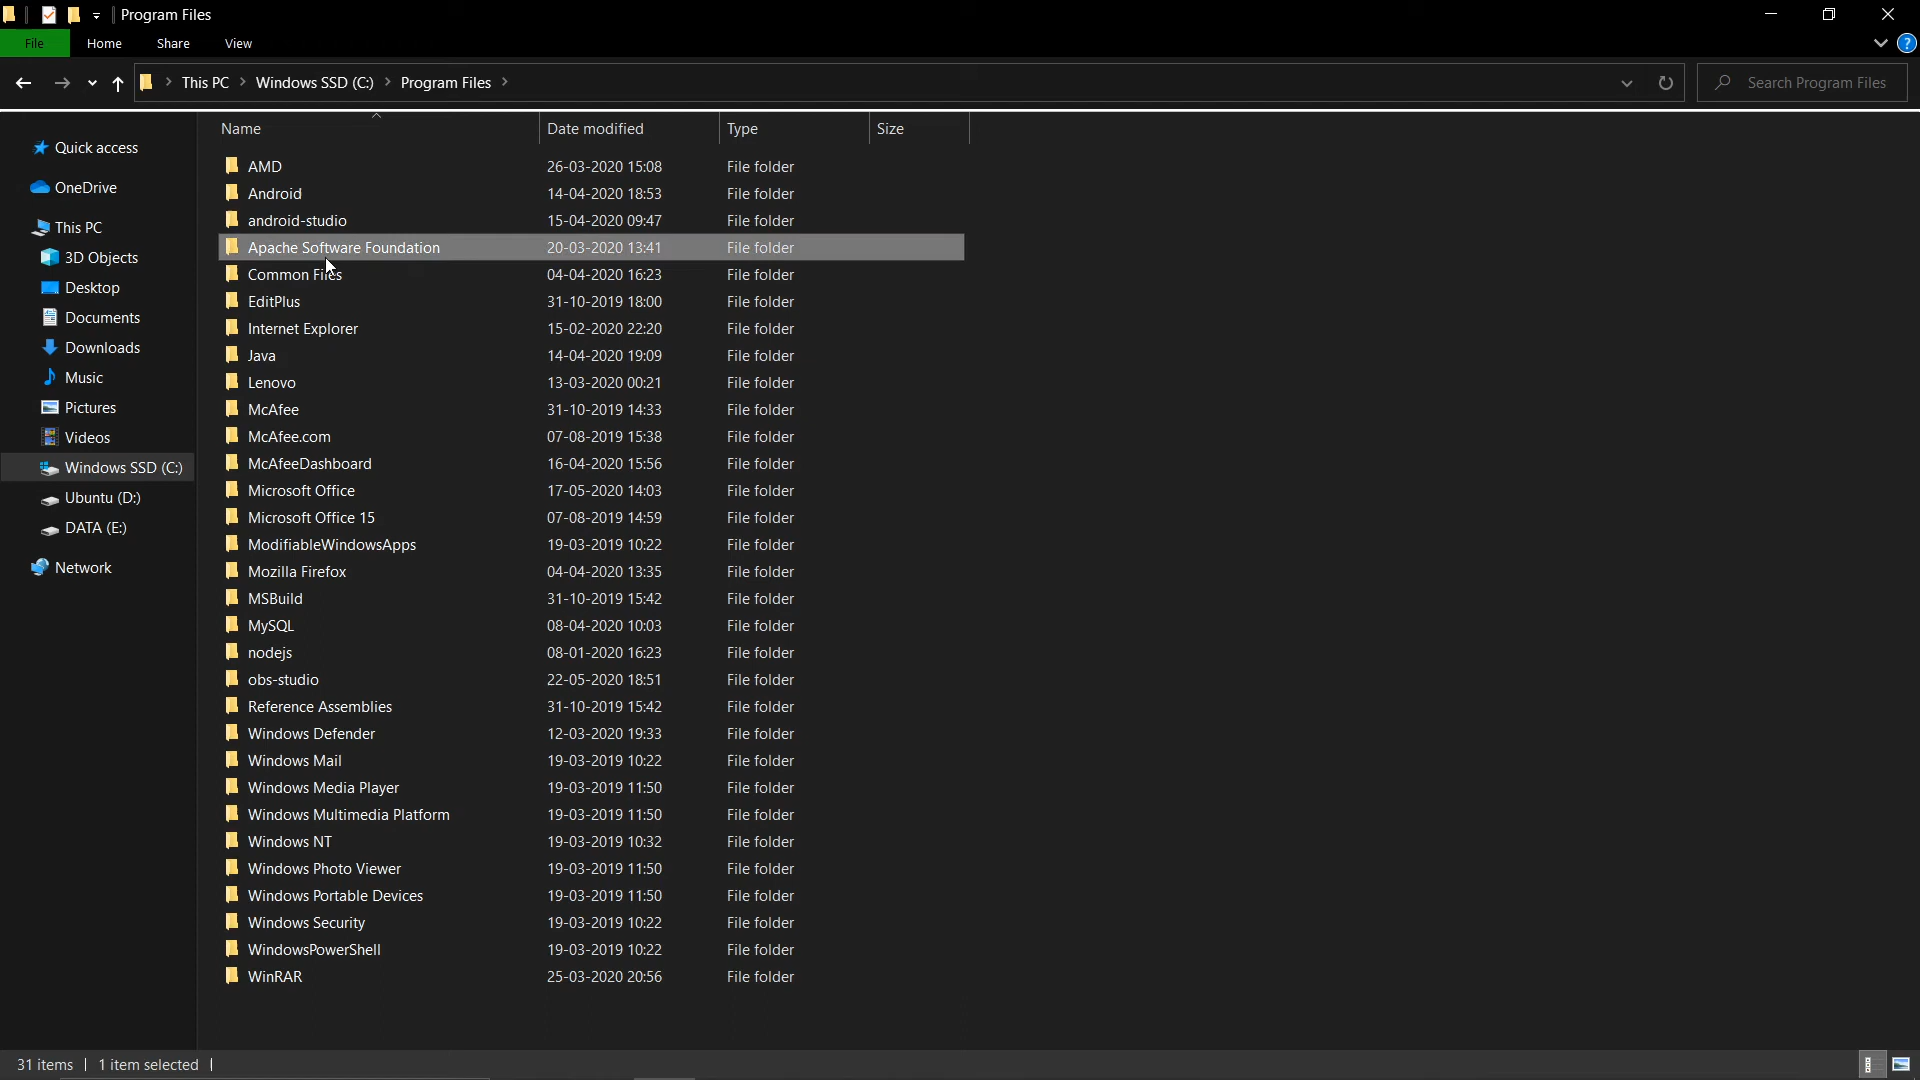 Program Files
File Home Share View
This PC Windows SSD (C:) Program Files Search Program Files
Name Date modified Type Size
Quick access
OneDrive
This PC
3D Objects
Desktop
Documents
Downloads
Music
Pictures
Videos
Windows SSD (C:)
Ubuntu (D:)
DATA (E:)
Network
AMD 26-03-2020 15:08 File folder
Android 14-04-2020 18:53 File folder
android-studio 15-04-2020 09:47 File folder
Apache Software Foundation 20-03-2020 13:41 File folder
Common Files 04-04-2020 16:23 File folder
EditPlus 31-10-2019 18:00 File folder
Internet Explorer 15-02-2020 22:20 File folder
Java 14-04-2020 19:09 File folder
Lenovo 13-03-2020 00:21 File folder
McAfee 31-10-2019 14:33 File folder
McAfee.com 07-08-2019 15:38 File folder
McAfeeDashboard 16-04-2020 15:56 File folder
Microsoft Office 17-05-2020 14:03 File folder
Microsoft Office 15 07-08-2019 14:59 File folder
ModifiableWindowsApps 19-03-2019 10:22 File folder
Mozilla Firefox 04-04-2020 13:35 File folder
MSBuild 31-10-2019 15:42 File folder
MySQL 08-04-2020 10:03 File folder
nodejs 08-01-2020 16:23 File folder
obs-studio 22-05-2020 18:51 File folder
Reference Assemblies 31-10-2019 15:42 File folder
Windows Defender 12-03-2020 19:33 File folder
Windows Mail 19-03-2019 10:22 File folder
Windows Media Player 19-03-2019 11:50 File folder
Windows Multimedia Platform 19-03-2019 11:50 File folder
Windows NT 19-03-2019 10:32 File folder
Windows Photo Viewer 19-03-2019 11:50 File folder
Windows Portable Devices 19-03-2019 11:50 File folder
Windows Security 19-03-2019 10:22 File folder
WindowsPowerShell 19-03-2019 10:22 File folder
WinRAR 25-03-2020 20:56 File folder
31 items 1 item selected